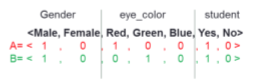 Gender eye_color student
<Male, Female, Red, Green, Blue, Yes, No>
A= < 1 , 0 , 1 , 0 , 0 , 1 , 0 >
B= < 1 , 0 , 0 , 1 , 0 , 1 , 0 >